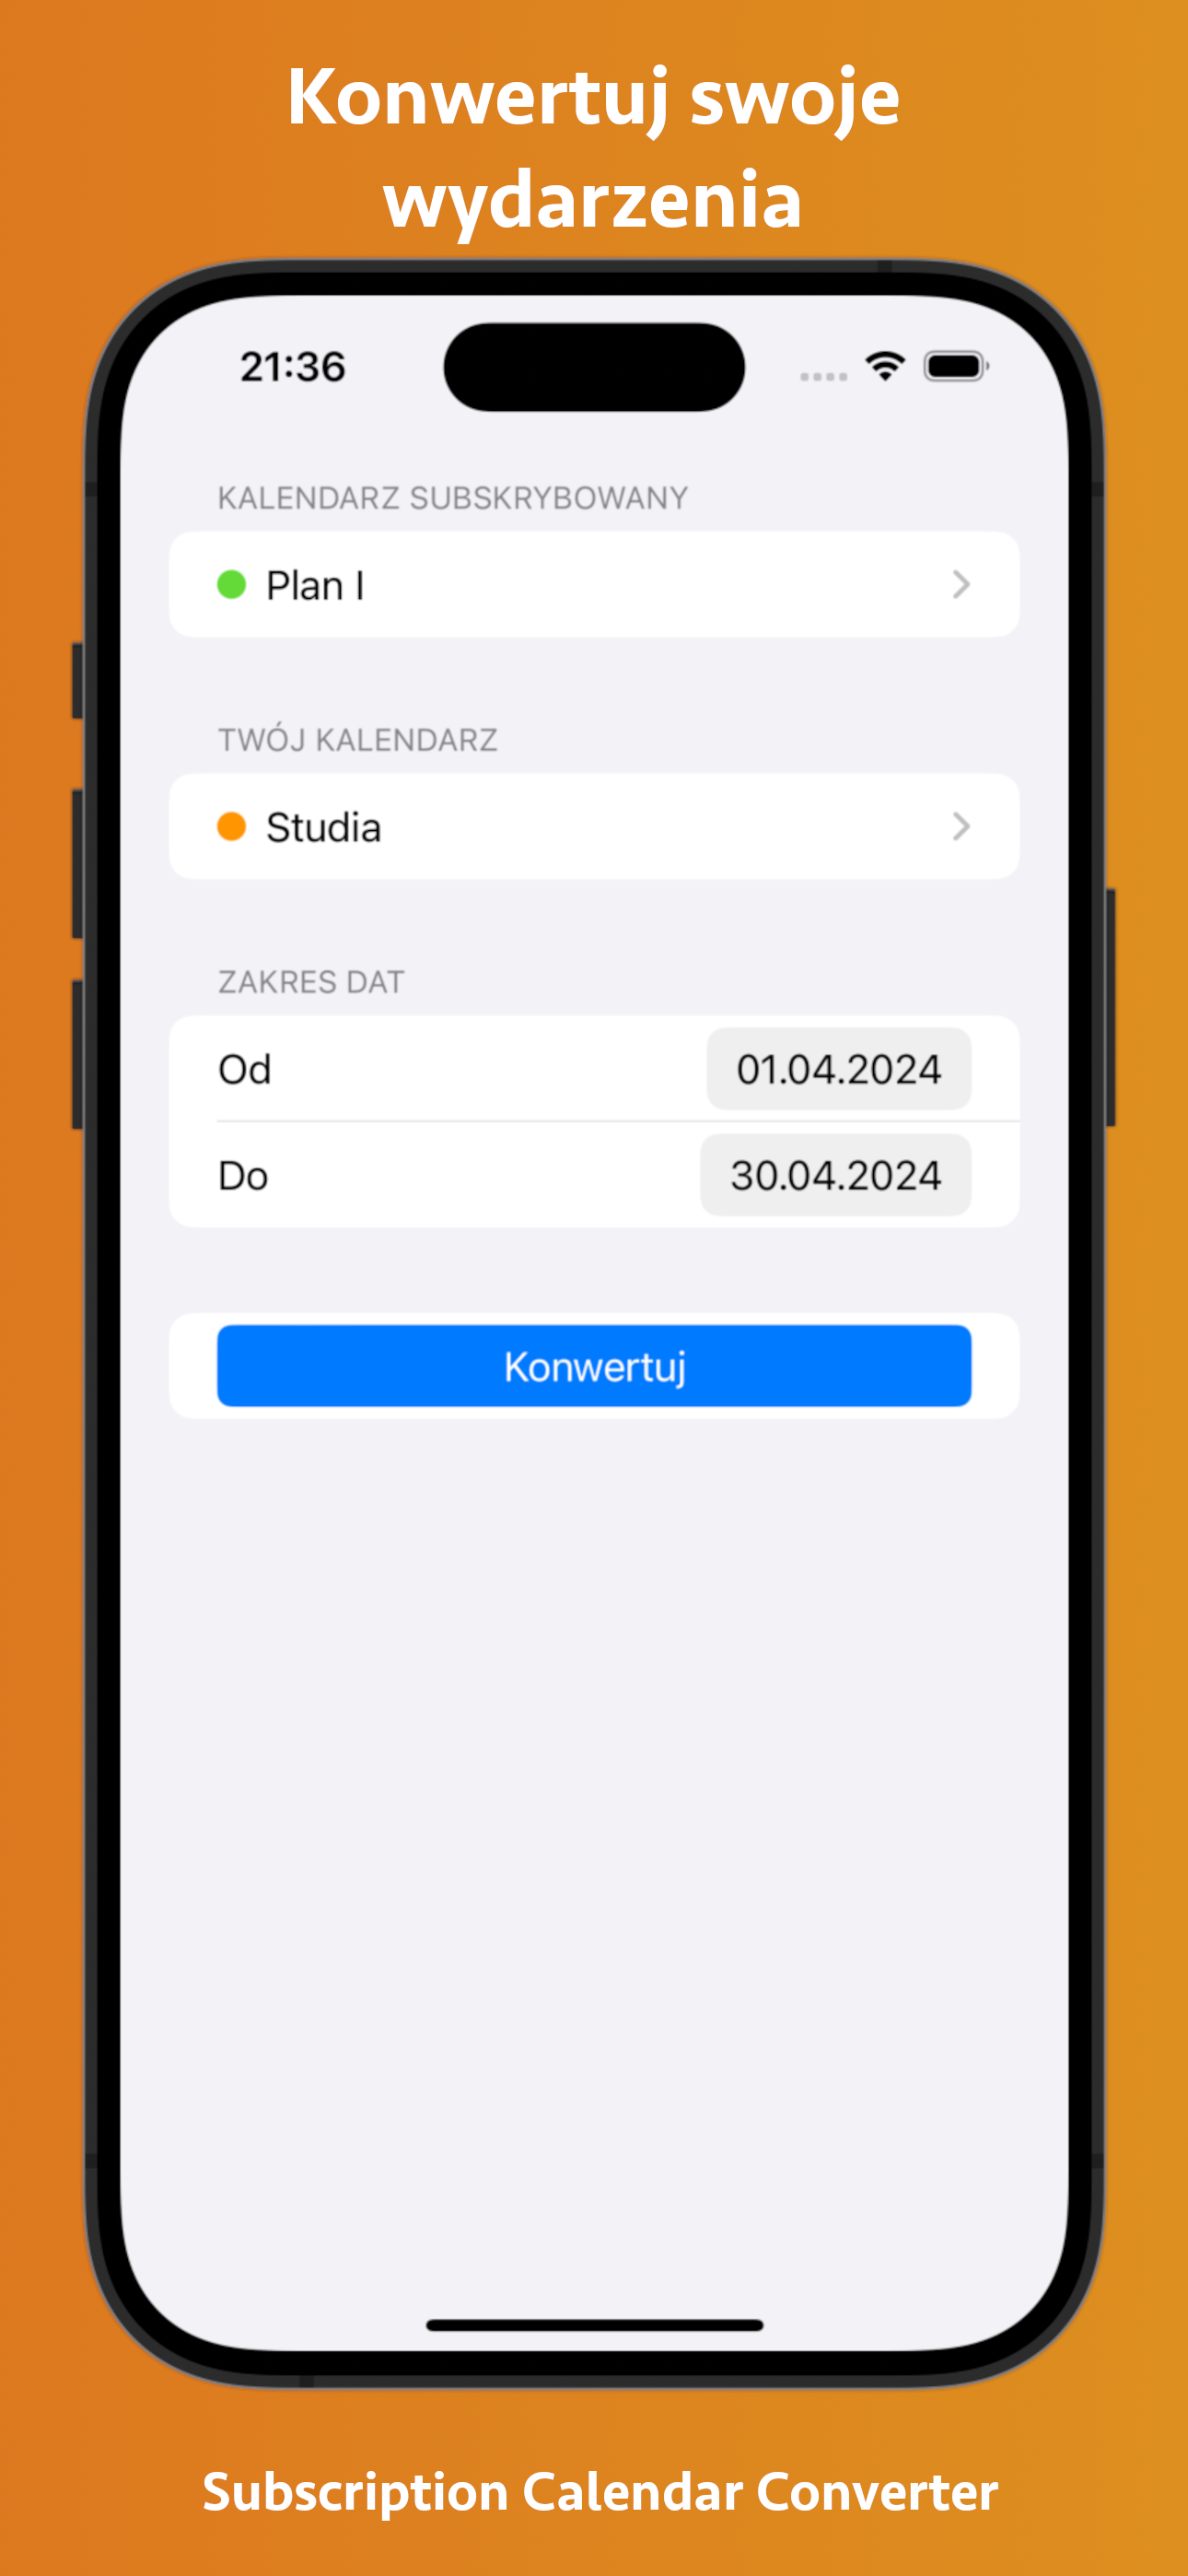 Konwertuj swoje
wydarzenia
21:36
KALENDARZ SUBSKRYBOWANY
Plan I
TWÓJ KALENDARZ
Studia
ZAKRES DAT
Od 01.04.2024
Do 30.04.2024
Konwertuj
Subscription Calendar Converter